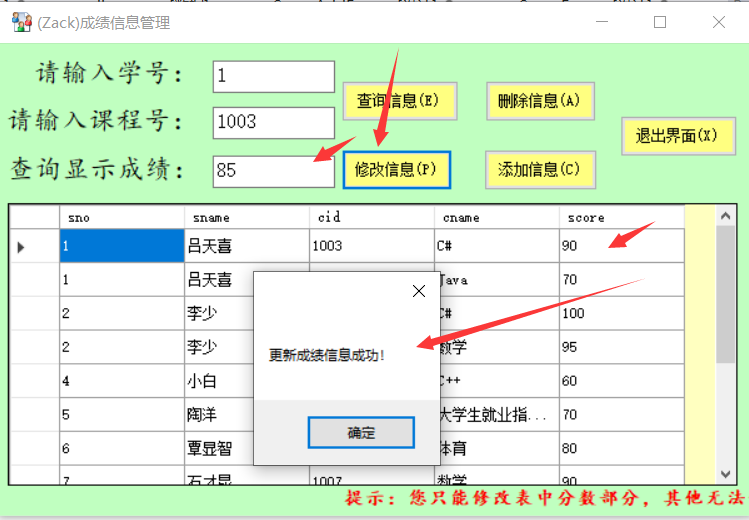 (Zack)成绩信息管理
请输入学号： 1
查询信息(E) 删除信息(A)
请输入课程号： 1003
退出界面(X)
查询显示成绩： 85
修改信息(P) 添加信息(C)
sno sname cid cname score
1 吕天喜 1003 C# 90
1 吕天喜 Java 70
2 李少 C# 100
2 李少 数学 95
4 小白 C++ 60
5 陶洋 大学生就业指... 70
6 覃显智 体育 80
7 石才昆 1007 数学 90
更新成绩信息成功!
确定
提示：您只能修改表中分数部分，其他无法